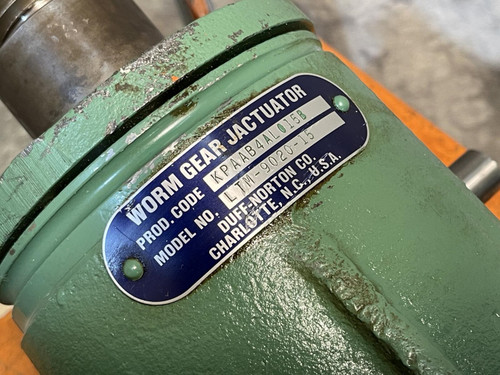 WORM GEAR JACTUATOR
PROD. CODE KPAAB4AL0158
MODEL NO. LTM-9020-15
DUFF-NORTON CO.
CHARLOTTE, N.C., U.S.A.